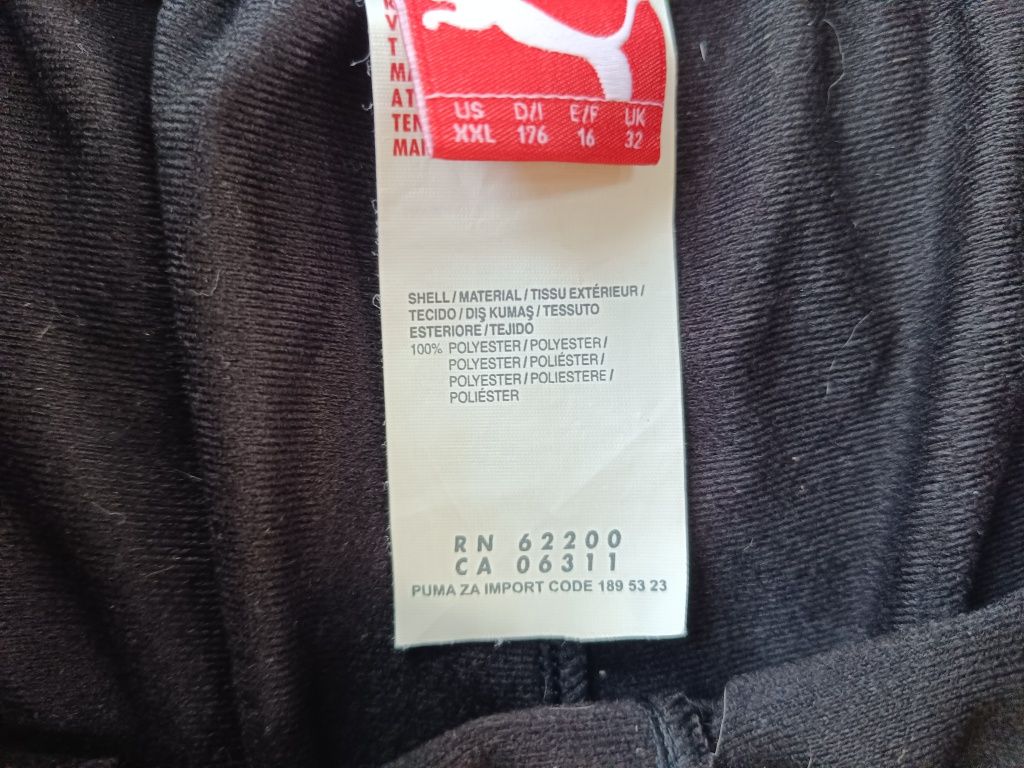 US D/I E/F UK
XXL 176 16 32
SHELL / MATERIAL / TISSU EXTÉRIEUR /
TECIDO / DIŞ KUMAŞ / TESSUTO
ESTERIORE / TEJIDO
100% POLYESTER / POLYESTER /
POLYESTER / POLIÉSTER /
POLYESTER / POLIESTERE /
POLIÉSTER
RN 62200
CA 06311
PUMA ZA IMPORT CODE 189 53 23